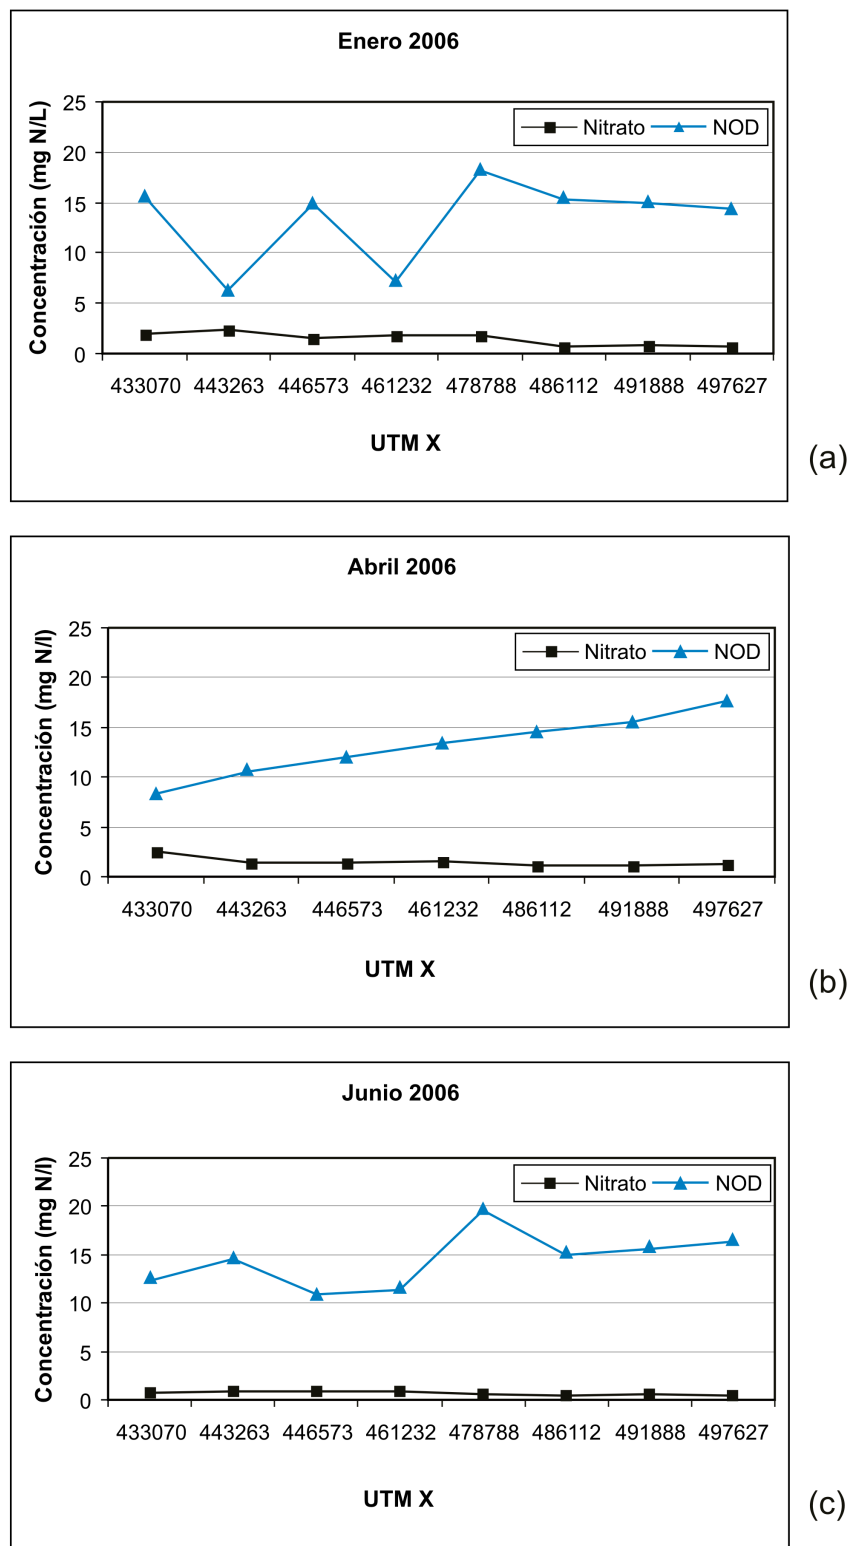 Enero 2006
Concentración (mg N/L)
25
20
15
10
5
0
Nitrato NOD
433070 443263 446573 461232 478788 486112 491888 497627
UTM X
(a)
Abril 2006
Concentración (mg N/l)
25
20
15
10
5
0
Nitrato NOD
433070 443263 446573 461232 486112 491888 497627
UTM X
(b)
Junio 2006
Concentración (mg N/l)
25
20
15
10
5
0
Nitrato NOD
433070 443263 446573 461232 478788 486112 491888 497627
UTM X
(c)